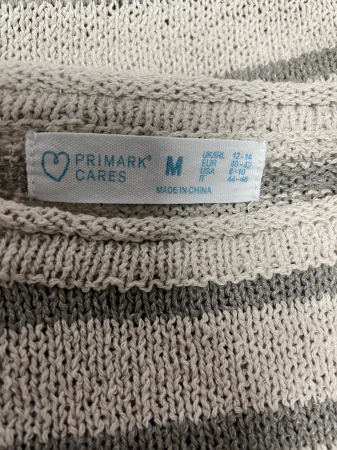 PRIMARK®
CARES
M
UK/IRL 12-14
EUR 40-42
USA 8-10
IT 44-46
MADE IN CHINA